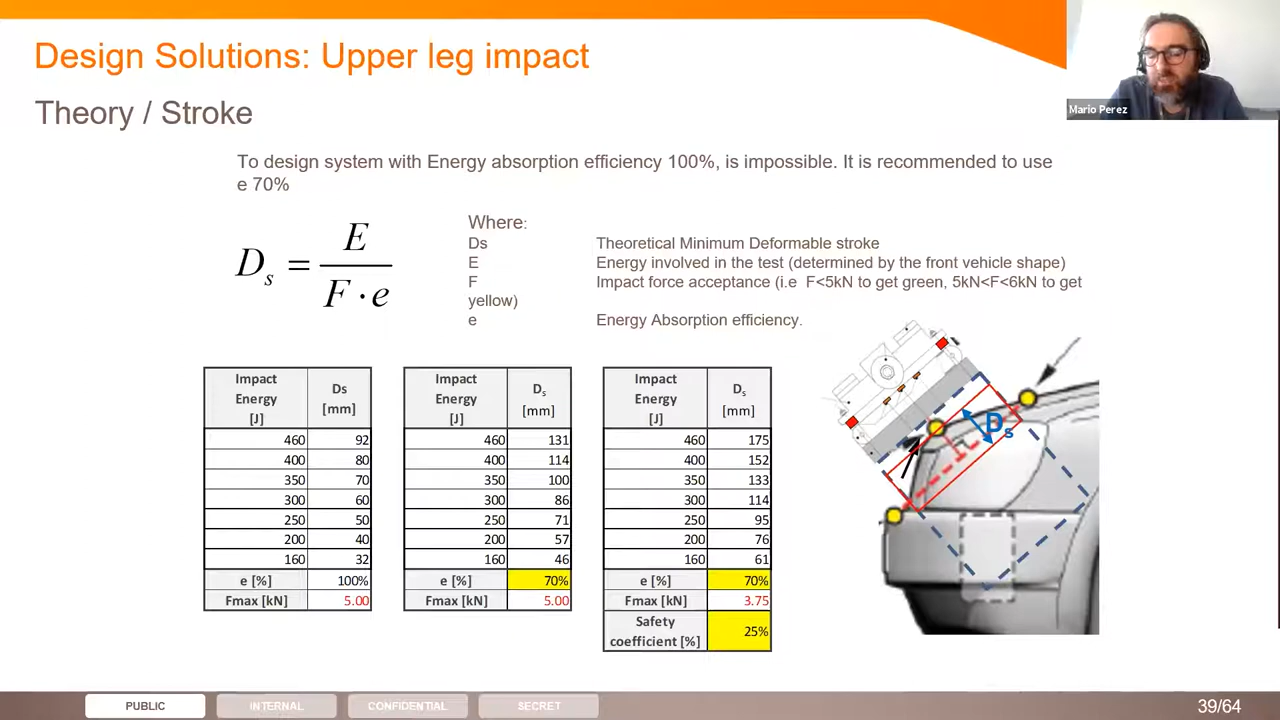 Design Solutions: Upper leg impact
Mario Perez
Theory / Stroke
To design system with Energy absorption efficiency 100%, is impossible. It is recommended to use
e 70%
Ds = E / F · e
Where:
Ds Theoretical Minimum Deformable stroke
E Energy involved in the test (determined by the front vehicle shape)
F Impact force acceptance (i.e F<5kN to get green, 5kN<F<6kN to get
yellow)
e Energy Absorption efficiency.
Impact Energy [J] Ds [mm]
460 92
400 80
350 70
300 60
250 50
200 40
160 32
e [%] 100%
Fmax [kN] 5.00
Impact Energy [J] Ds [mm]
460 131
400 114
350 100
300 86
250 71
200 57
160 46
e [%] 70%
Fmax [kN] 5.00
Impact Energy [J] Ds [mm]
460 175
400 152
350 133
300 114
250 95
200 76
160 61
e [%] 70%
Fmax [kN] 3.75
Safety coefficient [%] 25%
Ds
PUBLIC INTERNAL CONFIDENTIAL SECRET
39/64